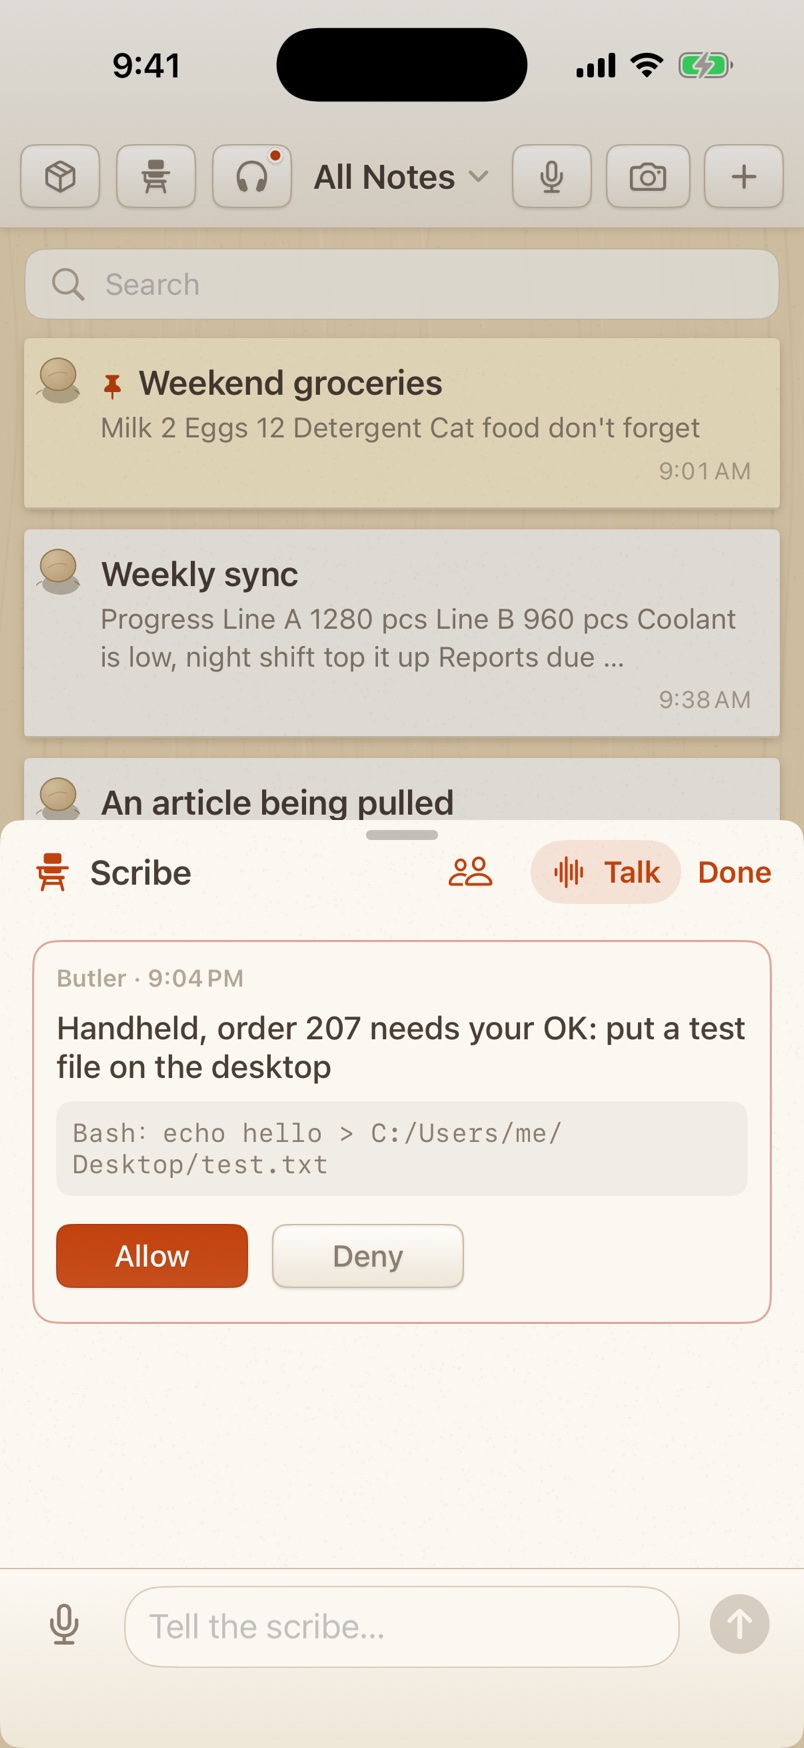 9:41
All Notes
Search
Weekend groceries
Milk 2 Eggs 12 Detergent Cat food don't forget
9:01 AM
Weekly sync
Progress Line A 1280 pcs Line B 960 pcs Coolant
is low, night shift top it up Reports due ...
9:38 AM
An article being pulled
Scribe
Talk
Done
Butler · 9:04 PM
Handheld, order 207 needs your OK: put a test
file on the desktop
Bash: echo hello > C:/Users/me/
Desktop/test.txt
Allow
Deny
Tell the scribe...